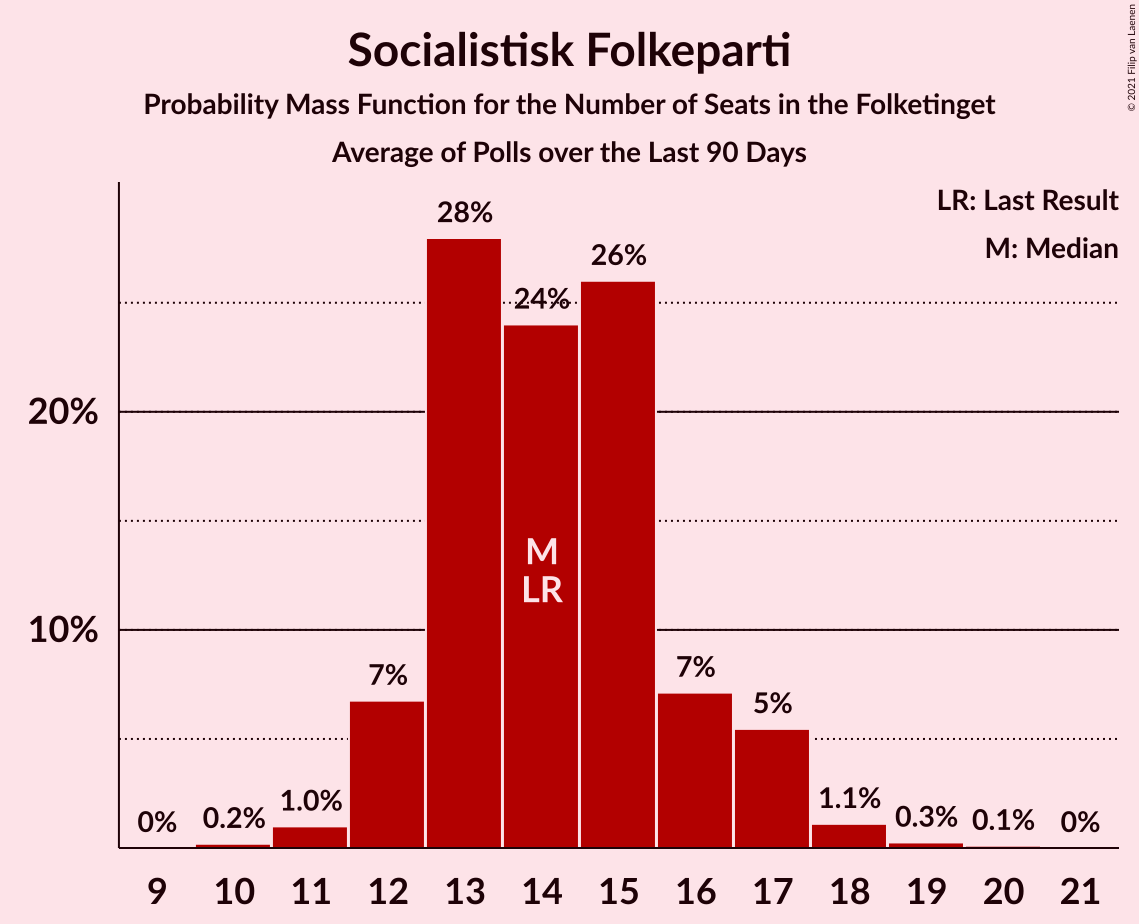 Socialistisk Folkeparti
Probability Mass Function for the Number of Seats in the Folketinget
Average of Polls over the Last 90 Days
© 2021 Filip van Laenen
LR: Last Result
M: Median
20%
10%
0%
0.2%
1.0%
7%
28%
24%
26%
7%
5%
1.1%
0.3%
0.1%
0%
M
LR
9 10 11 12 13 14 15 16 17 18 19 20 21